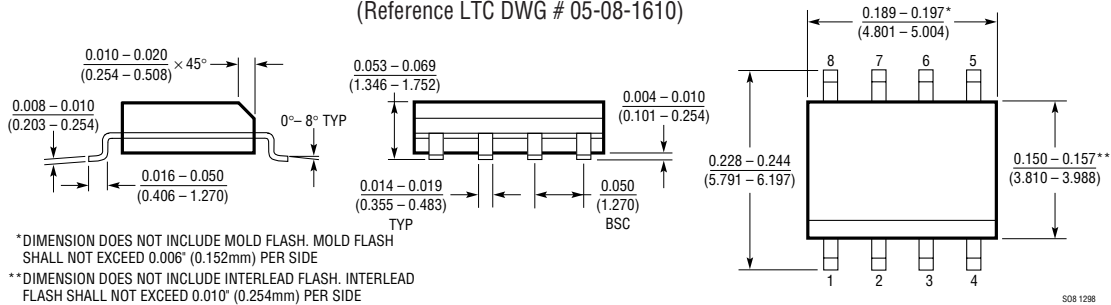 (Reference LTC DWG # 05-08-1610)
0.189 – 0.197*
(4.801 – 5.004)
8 7 6 5
0.010 – 0.020
(0.254 – 0.508)
× 45°
0.053 – 0.069
(1.346 – 1.752)
0.008 – 0.010
(0.203 – 0.254)
0°– 8° TYP
0.004 – 0.010
(0.101 – 0.254)
0.228 – 0.244
(5.791 – 6.197)
0.150 – 0.157**
(3.810 – 3.988)
0.016 – 0.050
(0.406 – 1.270)
0.014 – 0.019
(0.355 – 0.483)
TYP
0.050
(1.270)
BSC
*DIMENSION DOES NOT INCLUDE MOLD FLASH. MOLD FLASH
SHALL NOT EXCEED 0.006" (0.152mm) PER SIDE
**DIMENSION DOES NOT INCLUDE INTERLEAD FLASH. INTERLEAD
FLASH SHALL NOT EXCEED 0.010" (0.254mm) PER SIDE
1 2 3 4
SO8 1298